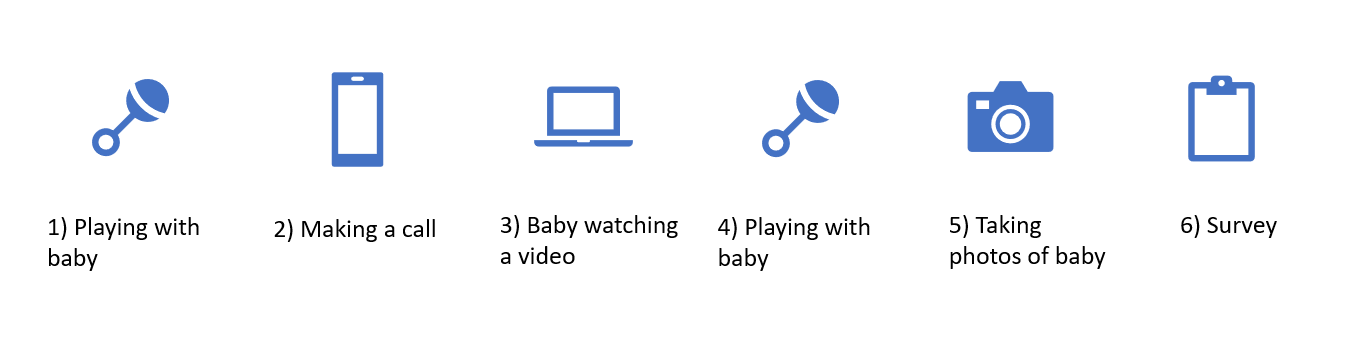 1) Playing with
baby
2) Making a call
3) Baby watching
a video
4) Playing with
baby
5) Taking
photos of baby
6) Survey